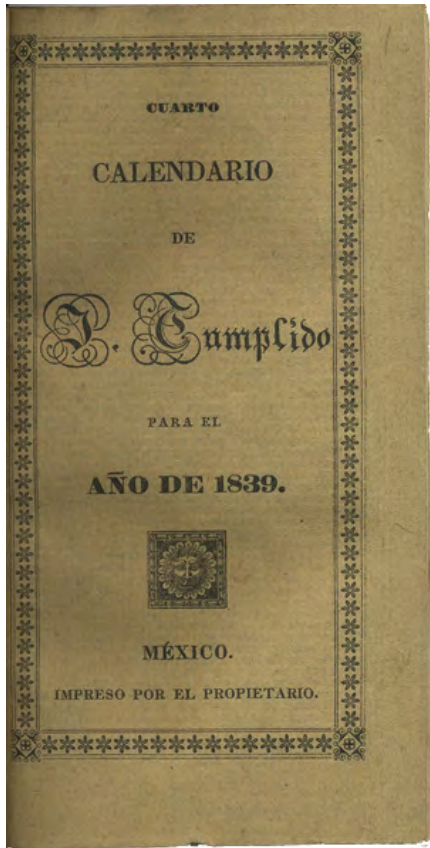 CUARTO
CALENDARIO
DE
I. Cumplido
PARA EL
AÑO DE 1839.
MÉXICO.
IMPRESO POR EL PROPIETARIO.